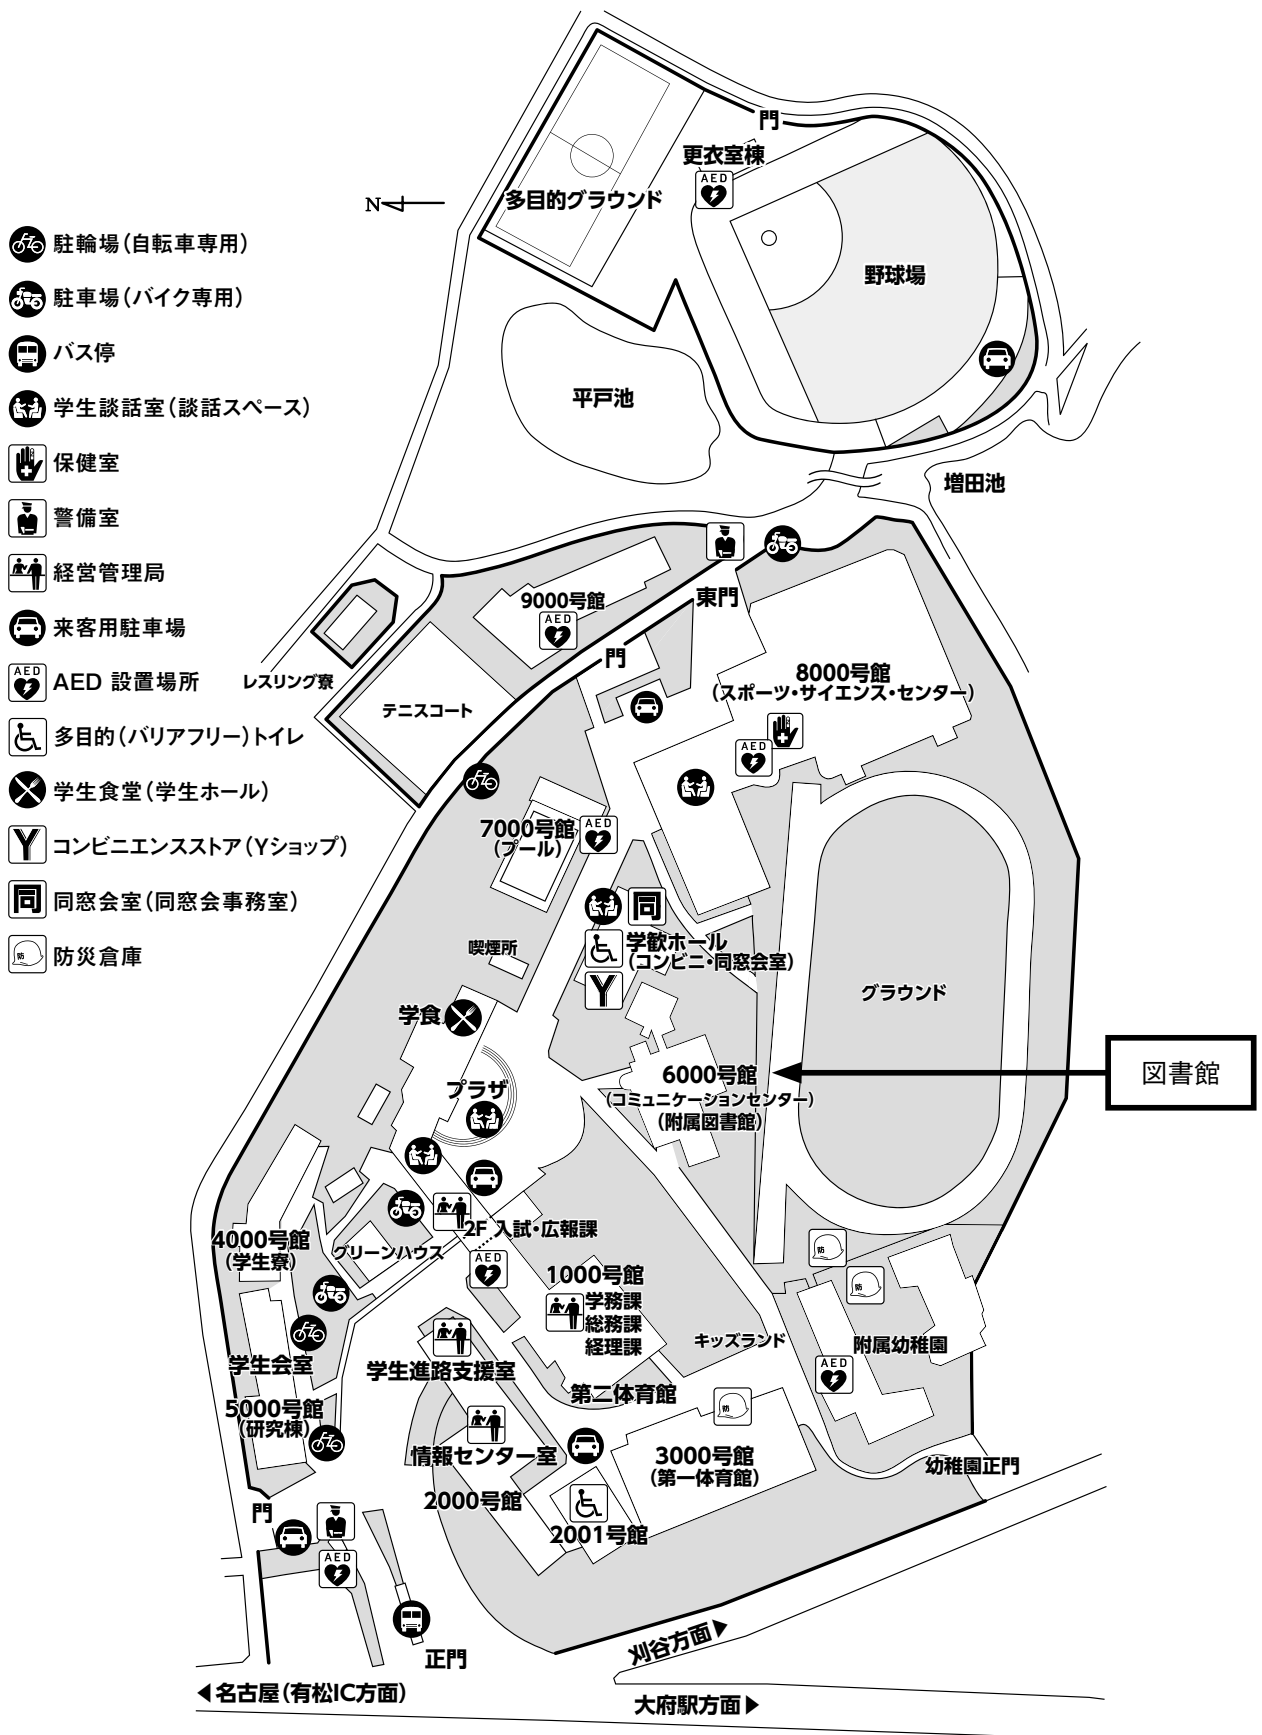 門
更衣室棟
AED
多目的グラウンド
N
野球場
平戸池
増田池
駐輪場(自転車専用)
駐車場(バイク専用)
バス停
学生談話室(談話スペース)
保健室
警備室
経営管理局
来客用駐車場
AED
AED 設置場所
多目的(バリアフリー)トイレ
学生食堂(学生ホール)
Y
コンビニエンスストア(Yショップ)
同
同窓会室(同窓会事務室)
防
防災倉庫
9000号館
AED
東門
門
レスリング寮
テニスコート
8000号館
(スポーツ・サイエンス・センター)
AED
7000号館
(プール)
AED
同
喫煙所
学歓ホール
(コンビニ・同窓会室)
Y
グラウンド
学食
図書館
6000号館
(コミュニケーションセンター)
(附属図書館)
プラザ
4000号館
(学生寮)
グリーンハウス
2F 入試・広報課
AED
1000号館
学務課
総務課
経理課
防
防
キッズランド
附属幼稚園
AED
学生会室
学生進路支援室
第二体育館
5000号館
(研究棟)
防
情報センター室
3000号館
(第一体育館)
幼稚園正門
2000号館
2001号館
門
AED
正門
刈谷方面▶
◀名古屋(有松IC方面)
大府駅方面▶